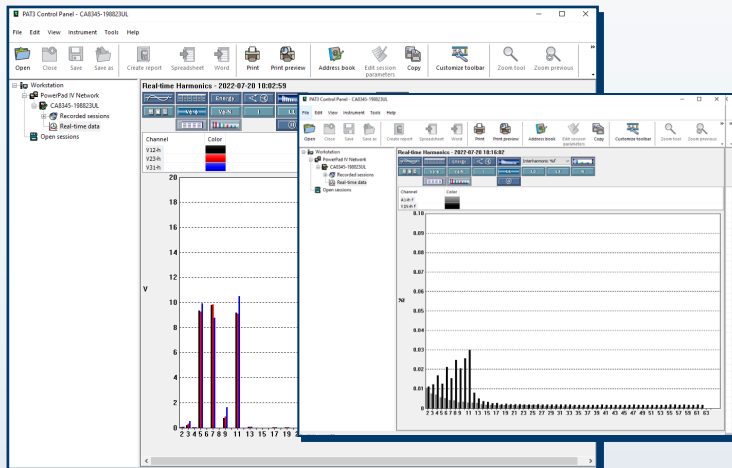 PAT3 Control Panel - CA8345-198823UL
File Edit View Instrument Tools Help
Open Close Save Save as Create report Spreadsheet Word Print Print preview Address book Edit session parameters Copy Customize toolbar Zoom tool Zoom previous
Workstation
PowerPad IV Network
CA8345-198823UL
Recorded sessions
Real-time data
Open sessions
Real-time Harmonics - 2022-07-20 10:02:59
Energy
Vg-g Vg-N I
Channel Color
V12-h
V23-h
V31-h
20
18
16
14
12
V
10
8
6
4
2
0
2 3 4 5 6 7 8 9 11 13 15 17 19
PAT3 Control Panel - CA8345-198823UL
File Edit View Instrument Tools Help
Open Close Save Save as Create report Spreadsheet Word Print Print preview Address book Edit session parameters Copy Customize toolbar Zoom tool Zoom previous
Workstation
PowerPad IV Network
CA8345-198823UL
Recorded sessions
Real-time data
Open sessions
Real-time Harmonics - 2022-07-20 10:16:02
Energy Interharmonic %f
Channel Color
0.10
0.09
0.08
0.07
0.06
%f
0.05
0.04
0.03
0.02
0.01
0
2 3 4 5 6 7 8 9 11 13 15 17 19 21 23 25 27 29 31 33 35 37 39 41 43 45 47 49 51 53 55 57 59 61 63